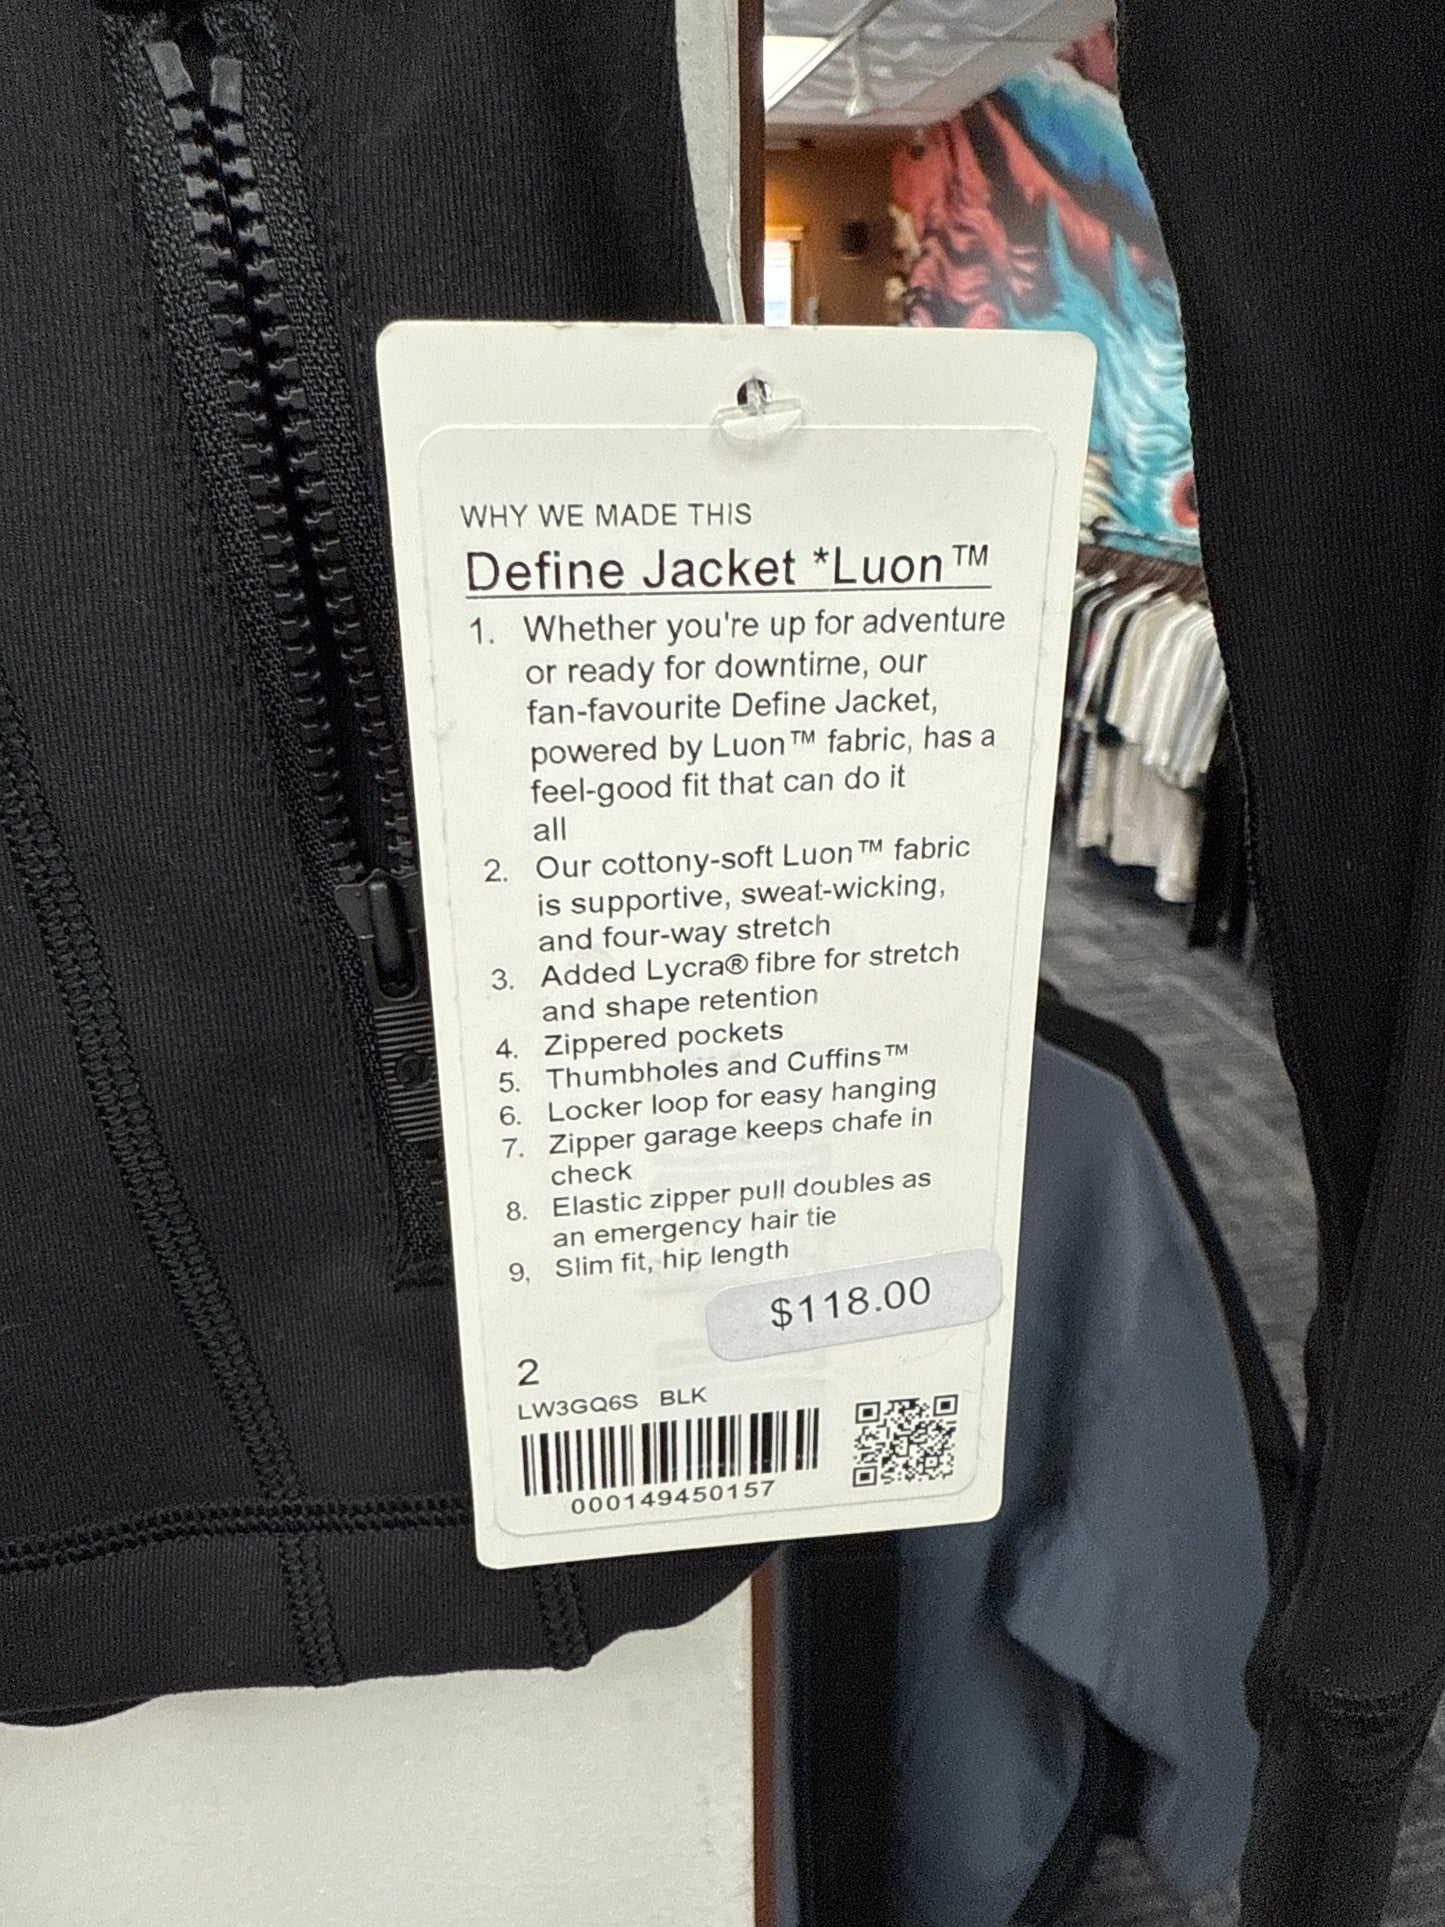 WHY WE MADE THIS
Define Jacket *Luon™
1. Whether you're up for adventure
or ready for downtime, our
fan-favourite Define Jacket,
powered by Luon™ fabric, has a
feel-good fit that can do it
all
2. Our cottony-soft Luon™ fabric
is supportive, sweat-wicking,
and four-way stretch
3. Added Lycra® fibre for stretch
and shape retention
4. Zippered pockets
5. Thumbholes and Cuffins™
6. Locker loop for easy hanging
7. Zipper garage keeps chafe in
check
8. Elastic zipper pull doubles as
an emergency hair tie
9. Slim fit, hip length
$118.00
2
LW3GQ6S BLK
000149450157